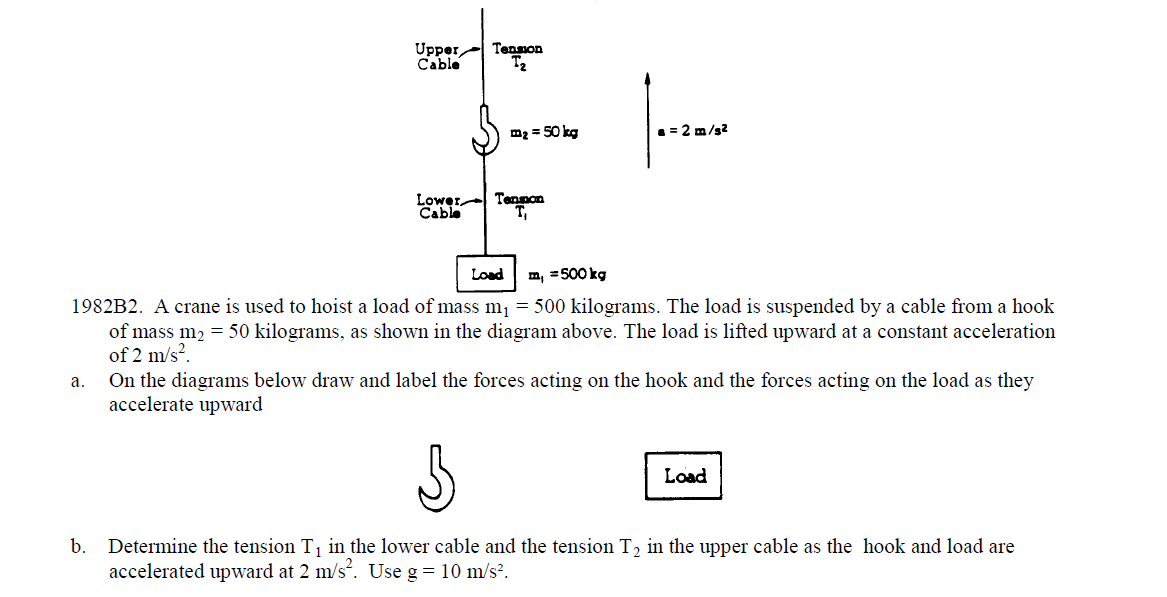 Upper Tension
Cable T₂
m₂ = 50 kg a = 2 m/s²
Lower Tension
Cable T₁
Load m₁ = 500 kg
1982B2. A crane is used to hoist a load of mass m₁ = 500 kilograms. The load is suspended by a cable from a hook
of mass m₂ = 50 kilograms, as shown in the diagram above. The load is lifted upward at a constant acceleration
of 2 m/s².
a. On the diagrams below draw and label the forces acting on the hook and the forces acting on the load as they
accelerate upward
Load
b. Determine the tension T₁ in the lower cable and the tension T₂ in the upper cable as the hook and load are
accelerated upward at 2 m/s². Use g = 10 m/s².